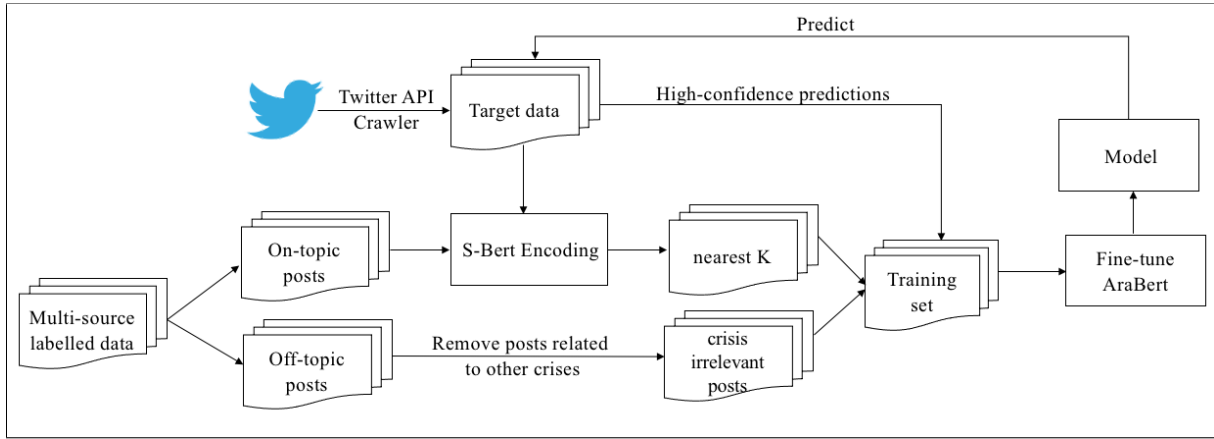 Predict
Twitter API
Crawler
Target data
High-confidence predictions
Model
On-topic
posts
S-Bert Encoding
nearest K
Training
set
Fine-tune
AraBert
Multi-source
labelled data
Off-topic
posts
Remove posts related
to other crises
crisis
irrelevant
posts